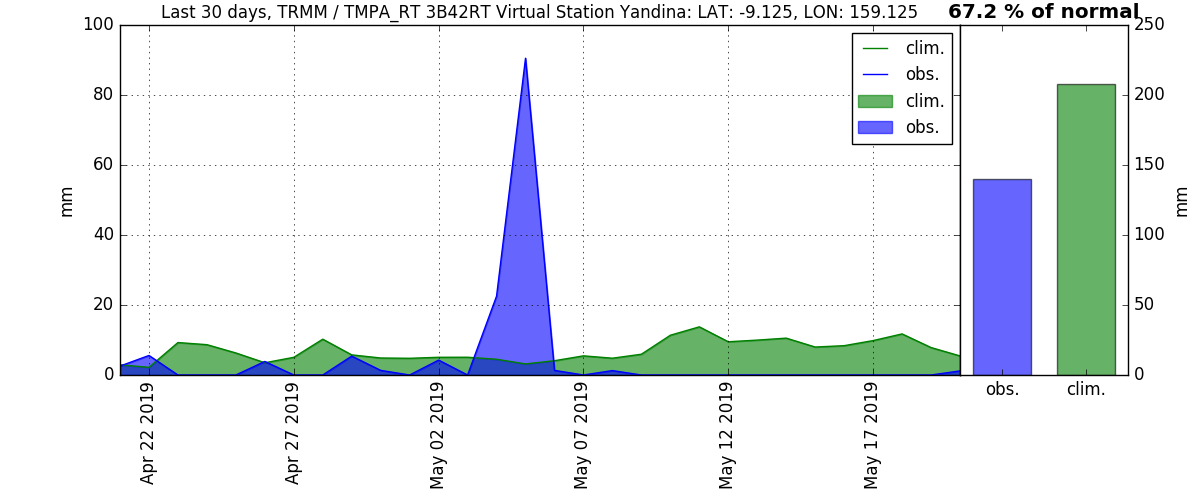 Last 30 days, TRMM / TMPA_RT 3B42RT Virtual Station Yandina: LAT: -9.125, LON: 159.125
67.2 % of normal
100
80
60
40
20
0
mm
clim.
obs.
clim.
obs.
250
200
150
100
50
0
mm
Apr 22 2019
Apr 27 2019
May 02 2019
May 07 2019
May 12 2019
May 17 2019
obs.
clim.